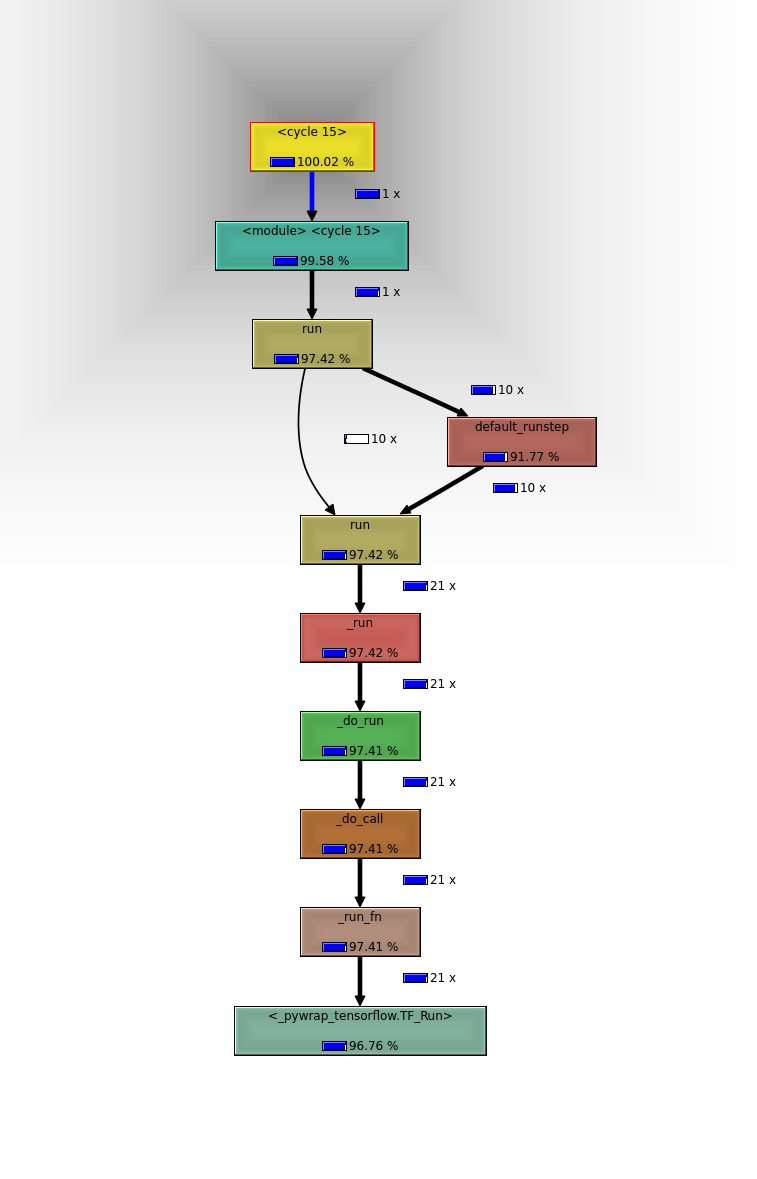 <cycle 15>
100.02 %
1 x
<module> <cycle 15>
99.58 %
1 x
run
97.42 %
10 x
default_runstep
10 x
91.77 %
10 x
run
97.42 %
21 x
_run
97.42 %
21 x
_do_run
97.41 %
21 x
_do_call
97.41 %
21 x
_run_fn
97.41 %
21 x
<_pywrap_tensorflow.TF_Run>
96.76 %